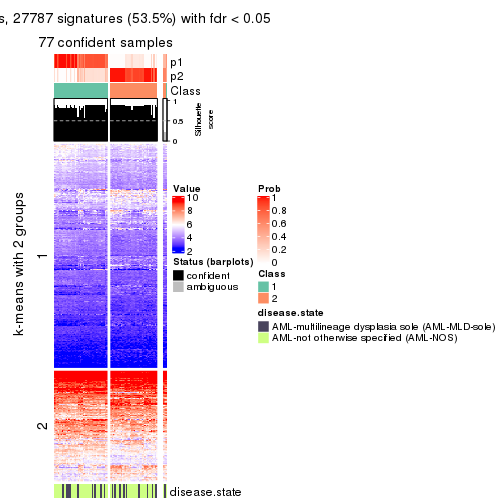 s, 27787 signatures (53.5%) with fdr < 0.05
77 confident samples
p1
p2
Class
1
0.5
0
Silhouette
score
k-means with 2 groups
1
2
disease.state
Value
10
8
6
4
2
Status (barplots)
confident
ambiguous
Prob
1
0.8
0.6
0.4
0.2
0
Class
1
2
disease.state
AML-multilineage dysplasia sole (AML-MLD-sole)
AML-not otherwise specified (AML-NOS)